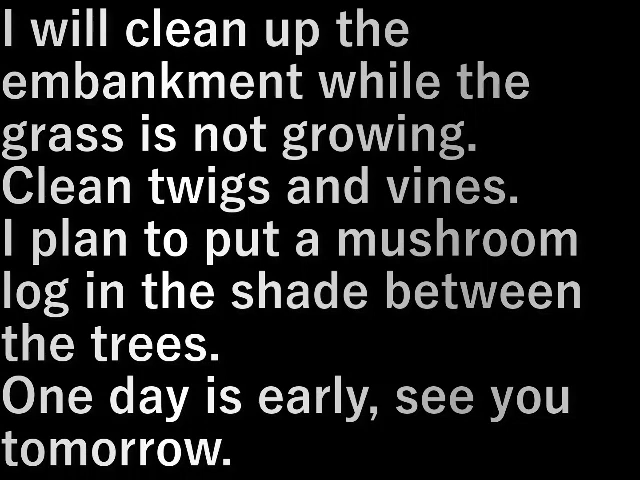 I will clean up the
embankment while the
grass is not growing.
Clean twigs and vines.
I plan to put a mushroom
log in the shade between
the trees.
One day is early, see you
tomorrow.